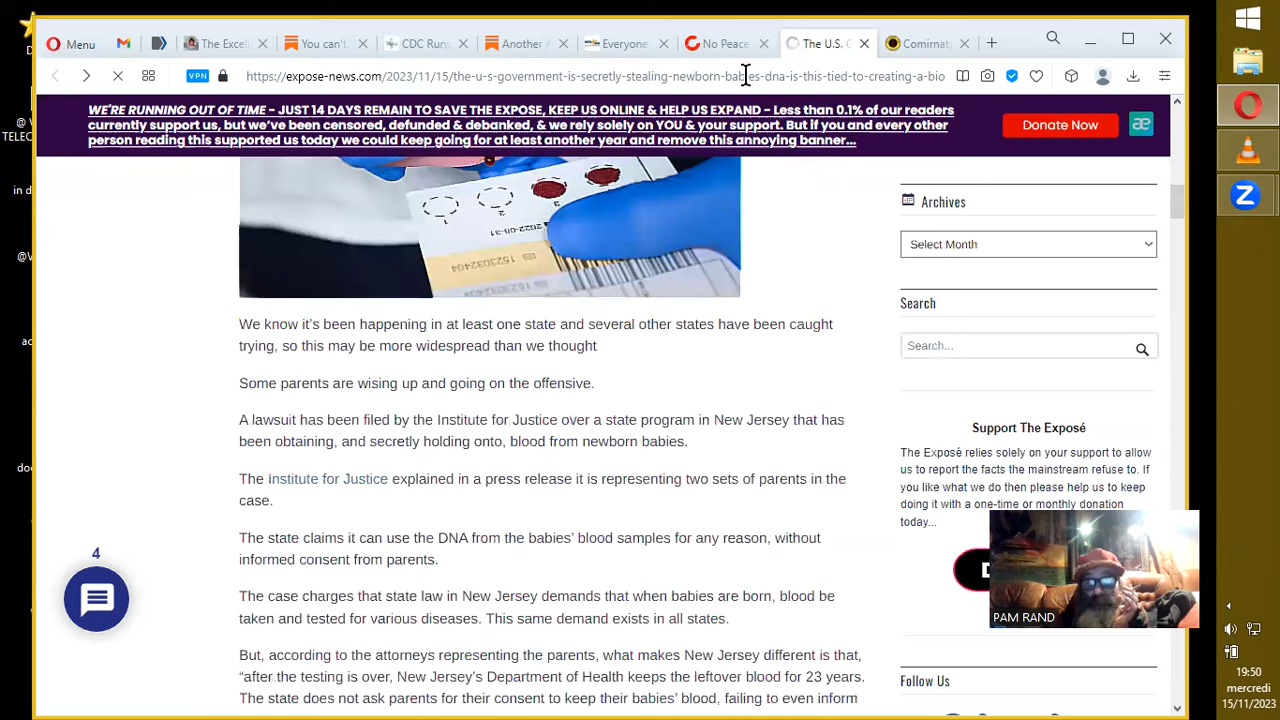 Menu
The Excel
You can't.
CDC Rung
Another
Everyone
No Peace
The U.S. G
Comirnaty
VPN
https://expose-news.com/2023/11/15/the-u-s-government-is-secretly-stealing-newborn-babies-dna-is-this-tied-to-creating-a-bio
WE'RE RUNNING OUT OF TIME - JUST 14 DAYS REMAIN TO SAVE THE EXPOSE, KEEP US ONLINE & HELP US EXPAND - Less than 0.1% of our readers
currently support us, but we've been censored, defunded & debanked, & we rely solely on YOU & your support. But if you and every other
person reading this supported us today we could keep going for at least another year and remove this annoying banner...
Donate Now
æ
1
2
3
2022-08-31
1523032404
1523032404
We know it's been happening in at least one state and several other states have been caught
trying, so this may be more widespread than we thought
Some parents are wising up and going on the offensive.
A lawsuit has been filed by the Institute for Justice over a state program in New Jersey that has
been obtaining, and secretly holding onto, blood from newborn babies.
The Institute for Justice explained in a press release it is representing two sets of parents in the
case.
The state claims it can use the DNA from the babies' blood samples for any reason, without
informed consent from parents.
The case charges that state law in New Jersey demands that when babies are born, blood be
taken and tested for various diseases. This same demand exists in all states.
But, according to the attorneys representing the parents, what makes New Jersey different is that,
“after the testing is over, New Jersey's Department of Health keeps the leftover blood for 23 years.
The state does not ask parents for their consent to keep their babies' blood, failing to even inform
Archives
Select Month
Search
Search...
Support The Exposé
The Exposé relies solely on your support to allow
us to report the facts the mainstream refuse to. If
you like what we do then please help us to keep
doing it with a one-time or monthly donation
today...
D
PAM RAND
Follow Us
4
TELEC
in d
@V
ac
so
doc
19:50
mercredi
15/11/2023